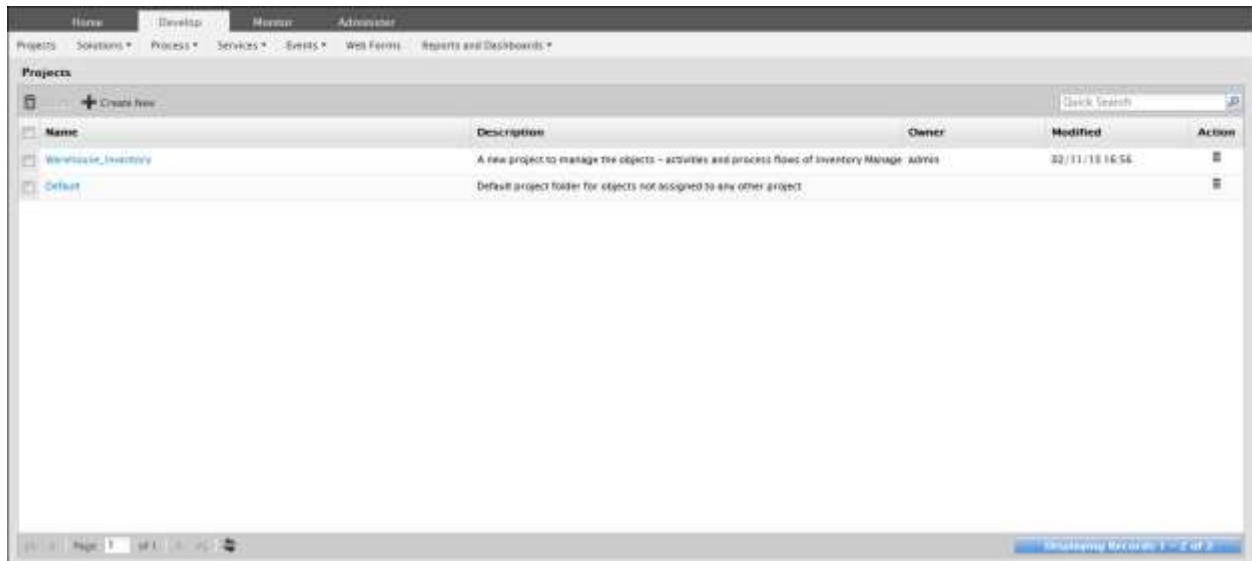 Home Develop Monitor Administer
Projects Solutions Process Services Events Web Forms Reports and Dashboards
Projects
Create New Quick Search
Name Description Owner Modified Action
Warehouse_Inventory A new project to manage the objects - activities and process flows of Inventory Manage admin 02/11/15 16:56
Default Default project folder for objects not assigned to any other project
Page 1 of 1 Displaying Records 1 - 2 of 2